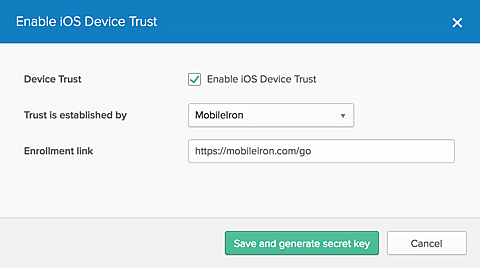 Enable iOS Device Trust
Device Trust Enable iOS Device Trust
Trust is established by MobileIron
Enrollment link https://mobileiron.com/go
Save and generate secret key Cancel